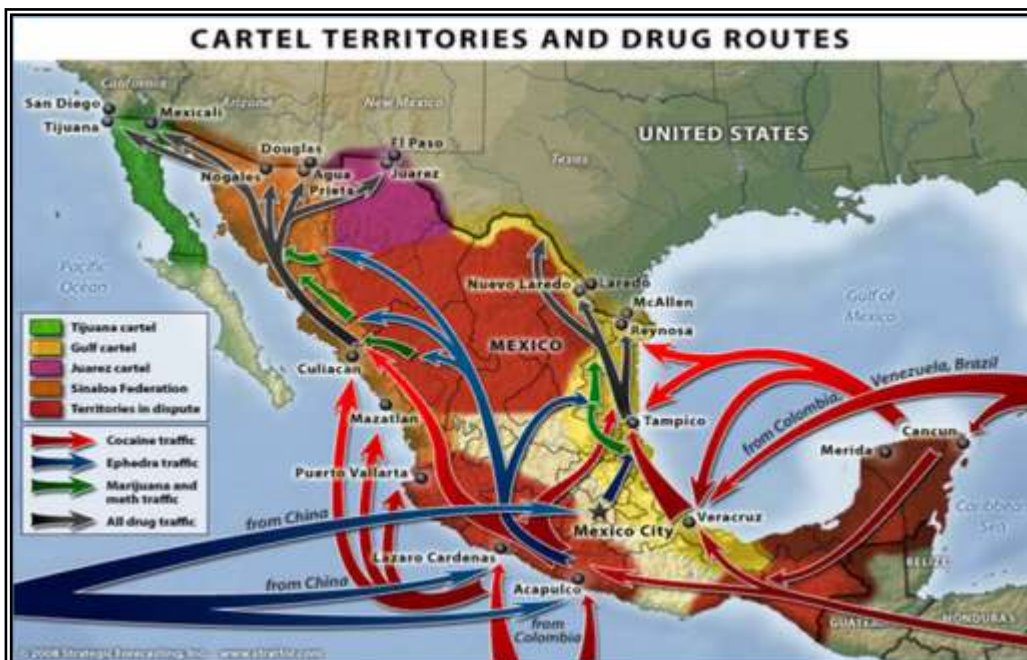 CARTEL TERRITORIES AND DRUG ROUTES
California
San Diego
Tijuana
Mexicali
Arizona
New Mexico
Douglas
El Paso
Nogales
Agua
Prieta
Juarez
UNITED STATES
Texas
Pacific
Ocean
Nuevo Laredo
Laredo
McAllen
Reynosa
Gulf of
Mexico
MEXICO
Tijuana cartel
Gulf cartel
Juarez cartel
Sinaloa Federation
Territories in dispute
Cocaine traffic
Ephedra traffic
Marijuana and
meth traffic
All drug traffic
Culiacan
Mazatlan
Puerto Vallarta
Tampico
Venezuela, Brazil
from Colombia,
Cancun
Merida
Veracruz
Mexico City
from China
Lazaro Cardenas
from China
Acapulco
from
Colombia
Caribbean
Sea
BELIZE
HONDURAS
© 2008 Strategic Forecasting, Inc. www.stratfor.com